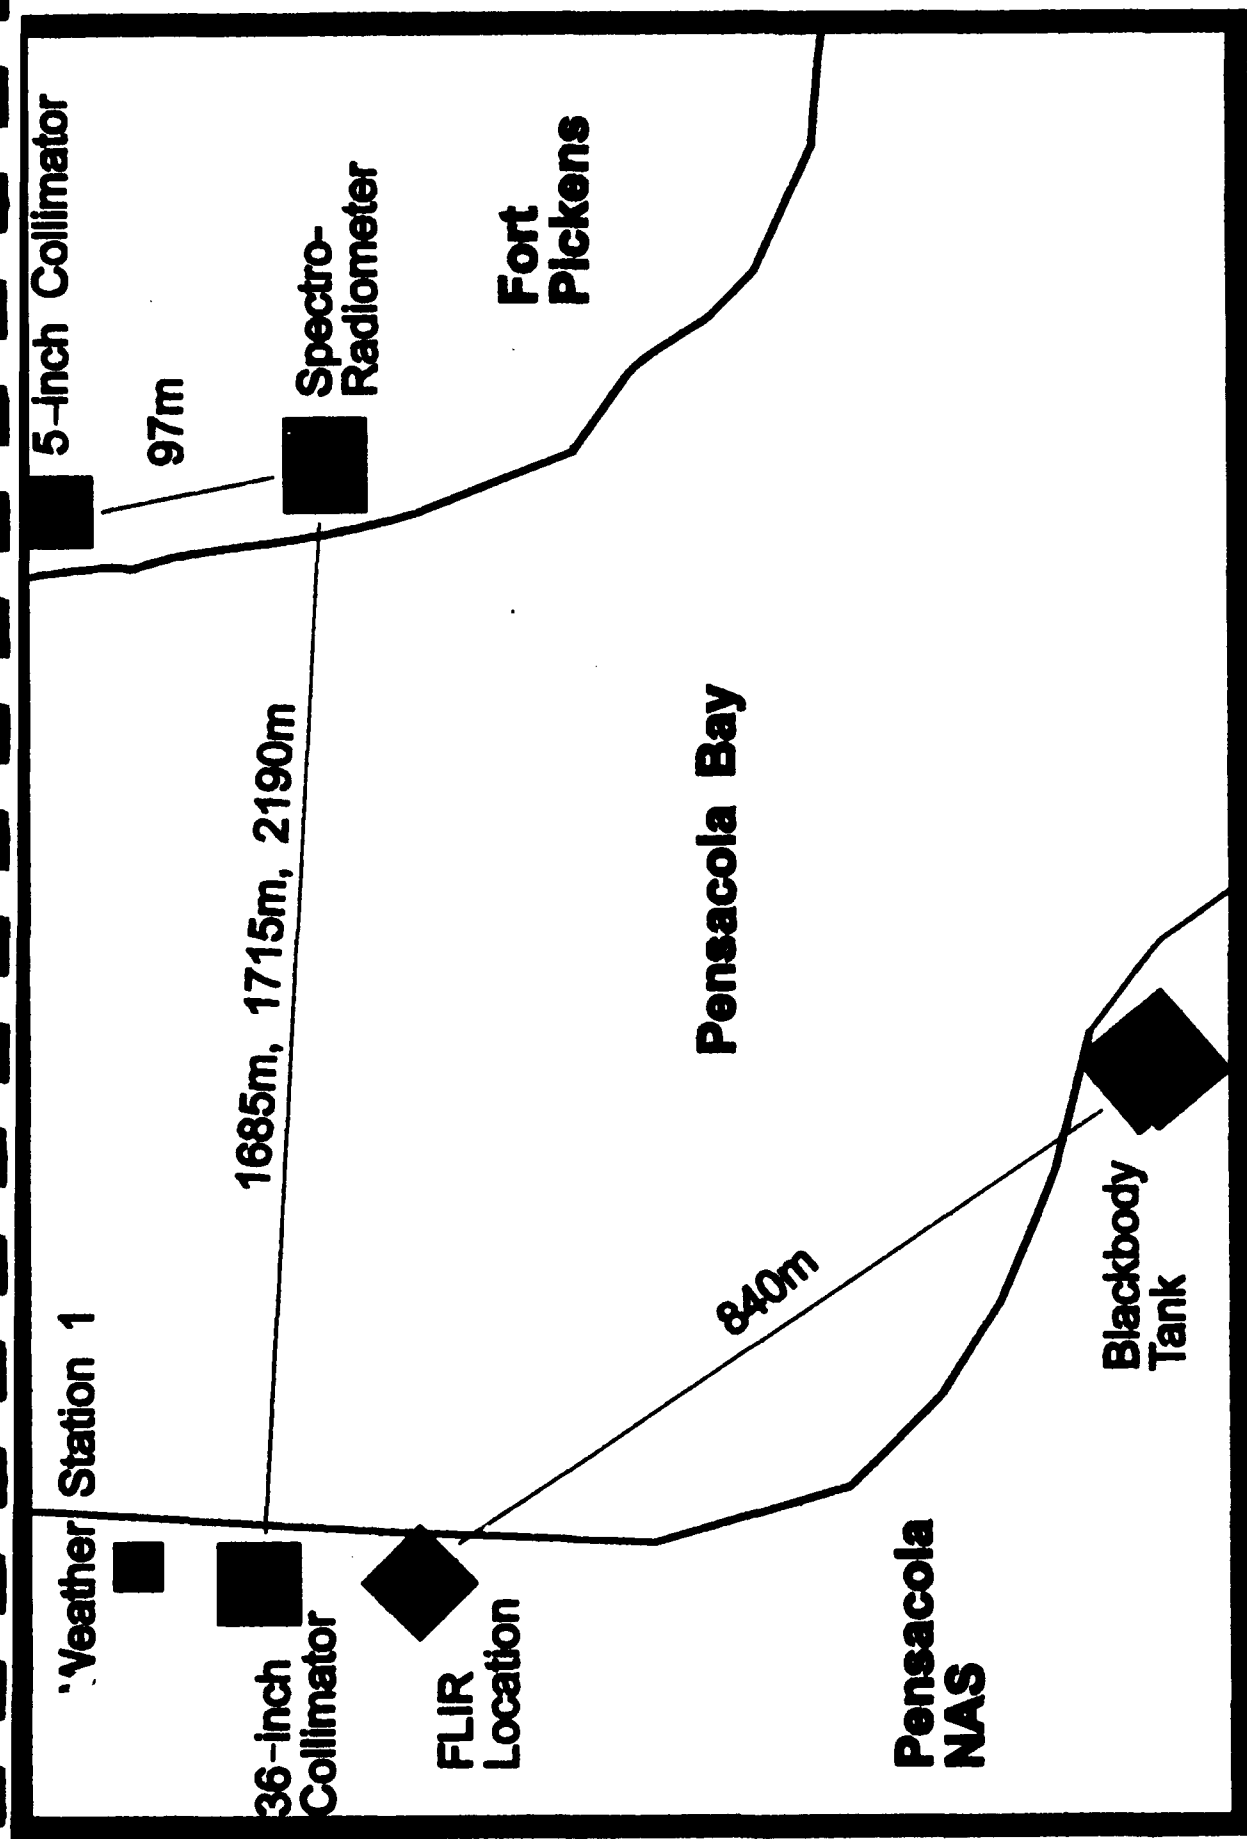 Weather Station 1
5-inch Collimator
97m
36-inch
Collimator
1685m, 1715m, 2190m
Spectro-
Radiometer
FLIR
Location
Fort
Pickens
Pensacola Bay
840m
Pensacola
NAS
Blackbody
Tank